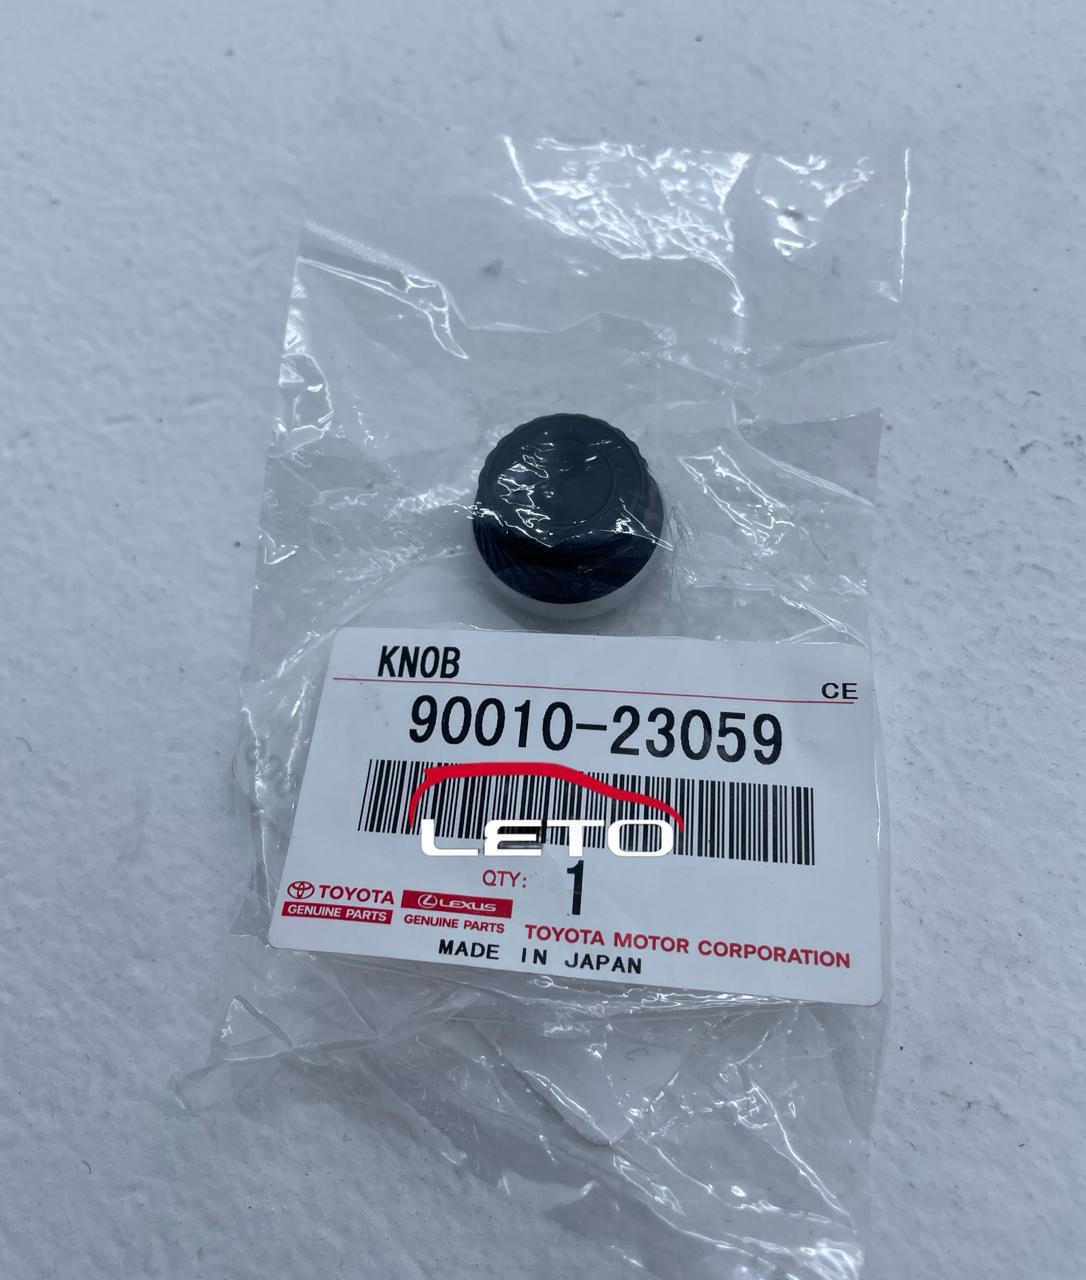 KNOB
CE
90010-23059
LETO
QTY: 1
TOYOTA
GENUINE PARTS
LEXUS
GENUINE PARTS
TOYOTA MOTOR CORPORATION
MADE IN JAPAN